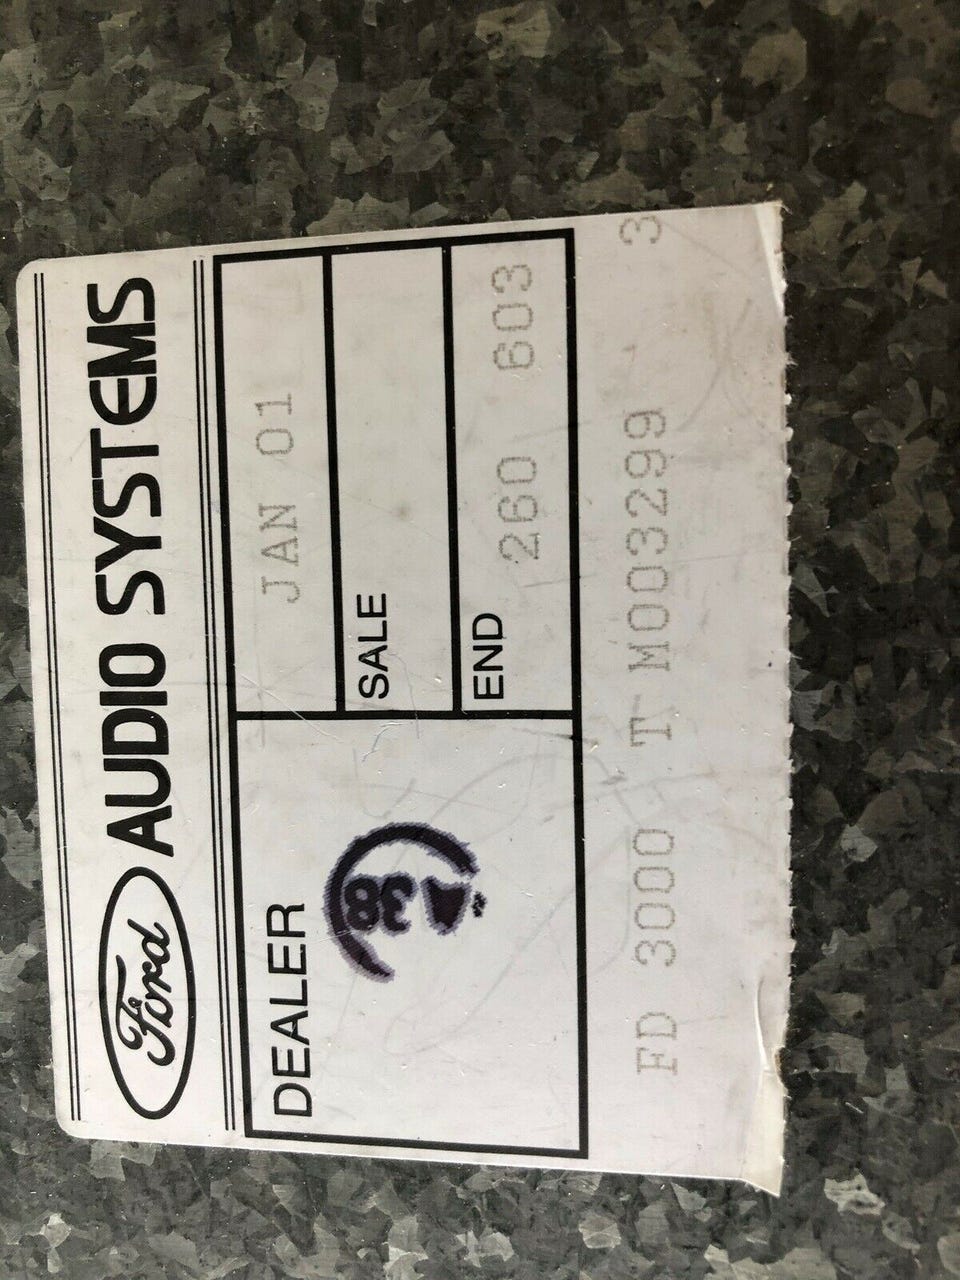 Ford AUDIO SYSTEMS
DEALER
JAN 01
SALE
END 260 603
38
FD 3000 T M003299 3